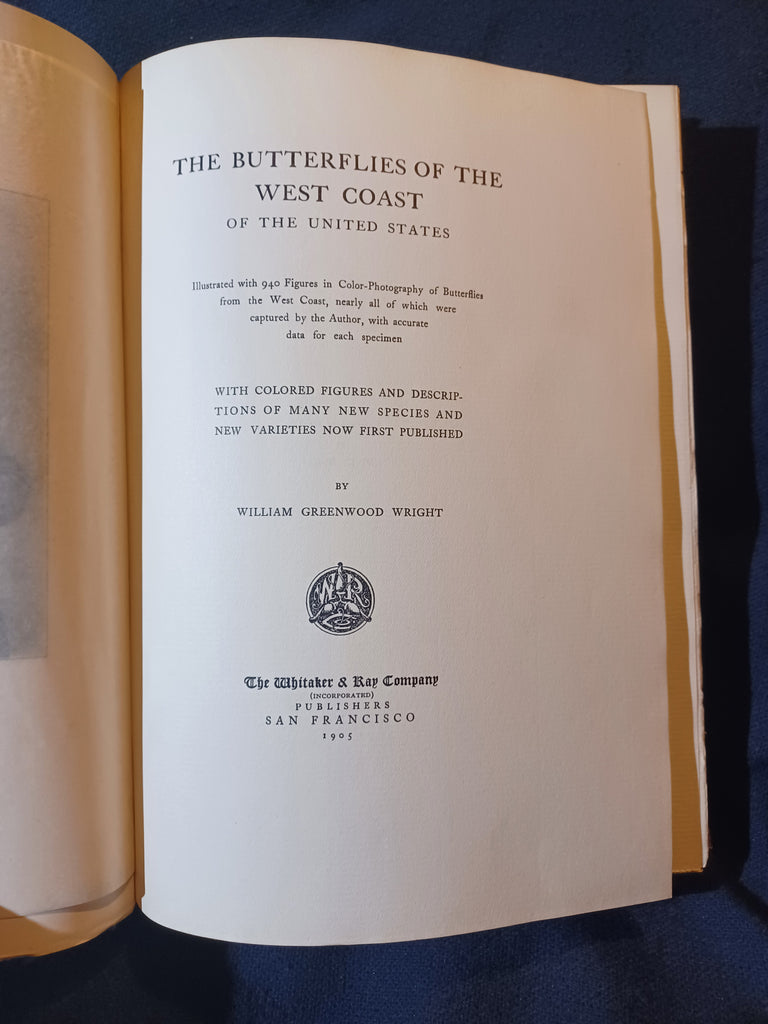 THE BUTTERFLIES OF THE
WEST COAST
OF THE UNITED STATES
Illustrated with 940 Figures in Color-Photography of Butterflies
from the West Coast, nearly all of which were
captured by the Author, with accurate
data for each specimen
WITH COLORED FIGURES AND DESCRIP-
TIONS OF MANY NEW SPECIES AND
NEW VARIETIES NOW FIRST PUBLISHED
BY
WILLIAM GREENWOOD WRIGHT
W&R
The Whitaker & Ray Company
(INCORPORATED)
PUBLISHERS
SAN FRANCISCO
1905